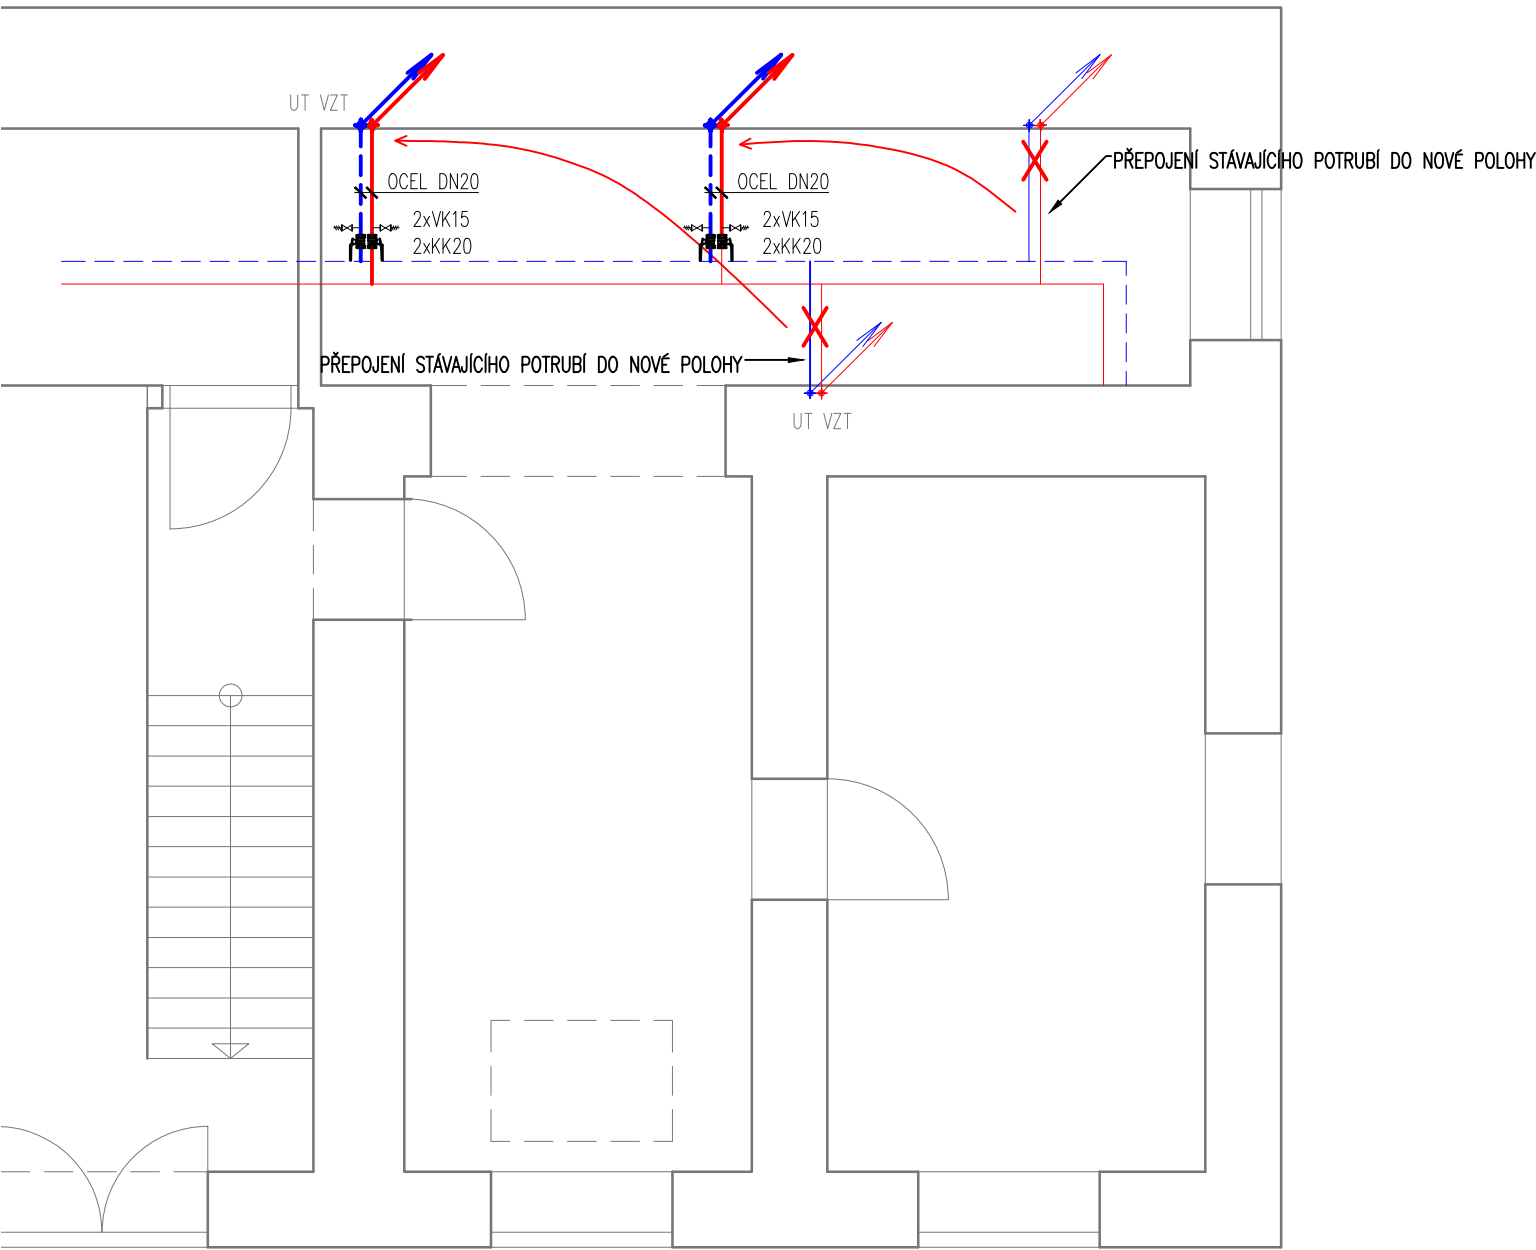 UT VZT
PŘEPOJENÍ STÁVAJÍCÍHO POTRUBÍ DO NOVÉ POLOHY
OCEL DN20
OCEL DN20
2xVK15
2xVK15
2xKK20
2xKK20
PŘEPOJENÍ STÁVAJÍCÍHO POTRUBÍ DO NOVÉ POLOHY
UT VZT